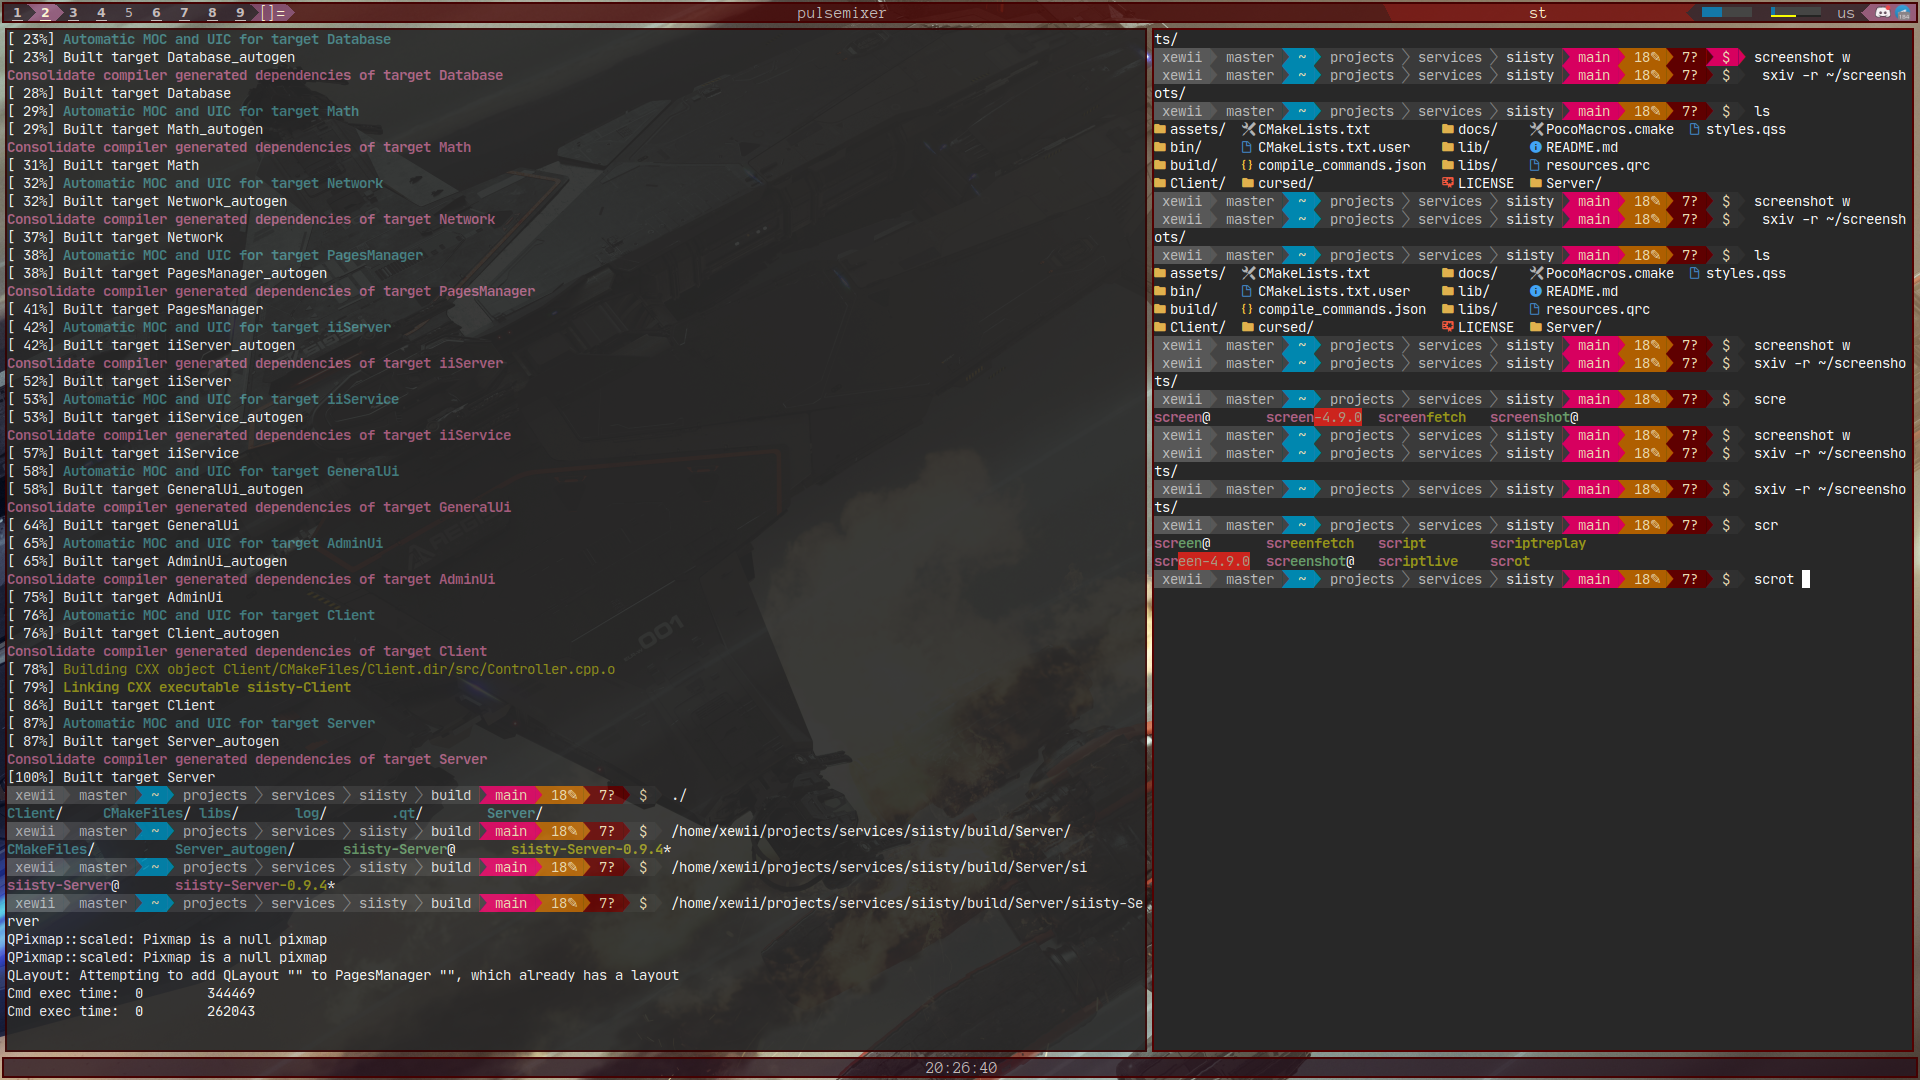 1 2 3 4 5 6 7 8 9 []=
pulsemixer
st
us
[ 23%] Automatic MOC and UIC for target Database
[ 23%] Built target Database_autogen
Consolidate compiler generated dependencies of target Database
[ 28%] Built target Database
[ 29%] Automatic MOC and UIC for target Math
[ 29%] Built target Math_autogen
Consolidate compiler generated dependencies of target Math
[ 31%] Built target Math
[ 32%] Automatic MOC and UIC for target Network
[ 32%] Built target Network_autogen
Consolidate compiler generated dependencies of target Network
[ 37%] Built target Network
[ 38%] Automatic MOC and UIC for target PagesManager
[ 38%] Built target PagesManager_autogen
Consolidate compiler generated dependencies of target PagesManager
[ 41%] Built target PagesManager
[ 42%] Automatic MOC and UIC for target iiServer
[ 42%] Built target iiServer_autogen
Consolidate compiler generated dependencies of target iiServer
[ 52%] Built target iiServer
[ 53%] Automatic MOC and UIC for target iiService
[ 53%] Built target iiService_autogen
Consolidate compiler generated dependencies of target iiService
[ 57%] Built target iiService
[ 58%] Automatic MOC and UIC for target GeneralUi
[ 58%] Built target GeneralUi_autogen
Consolidate compiler generated dependencies of target GeneralUi
[ 64%] Built target GeneralUi
[ 65%] Automatic MOC and UIC for target AdminUi
[ 65%] Built target AdminUi_autogen
Consolidate compiler generated dependencies of target AdminUi
[ 75%] Built target AdminUi
[ 76%] Automatic MOC and UIC for target Client
[ 76%] Built target Client_autogen
Consolidate compiler generated dependencies of target Client
[ 78%] Building CXX object Client/CMakeFiles/Client.dir/src/Controller.cpp.o
[ 79%] Linking CXX executable siisty-Client
[ 86%] Built target Client
[ 87%] Automatic MOC and UIC for target Server
[ 87%] Built target Server_autogen
Consolidate compiler generated dependencies of target Server
[100%] Built target Server
xewii master ~ projects services siisty build main 18✎ 7? $ ./
Client/ CMakeFiles/ libs/ log/ .qt/ Server/
xewii master ~ projects services siisty build main 18✎ 7? $ /home/xewii/projects/services/siisty/build/Server/
CMakeFiles/ Server_autogen/ siisty-Server@ siisty-Server-0.9.4*
xewii master ~ projects services siisty build main 18✎ 7? $ /home/xewii/projects/services/siisty/build/Server/si
siisty-Server@ siisty-Server-0.9.4*
xewii master ~ projects services siisty build main 18✎ 7? $ /home/xewii/projects/services/siisty/build/Server/siisty-Se
rver
QPixmap::scaled: Pixmap is a null pixmap
QPixmap::scaled: Pixmap is a null pixmap
QLayout: Attempting to add QLayout "" to PagesManager "", which already has a layout
Cmd exec time: 0 344469
Cmd exec time: 0 262043
001
ts/
xewii master ~ projects services siisty main 18✎ 7? $ screenshot w
xewii master ~ projects services siisty main 18✎ 7? $ sxiv -r ~/screensh
ots/
xewii master ~ projects services siisty main 18✎ 7? $ ls
assets/ CMakeLists.txt docs/ PocoMacros.cmake styles.qss
bin/ CMakeLists.txt.user lib/ README.md
build/ compile_commands.json libs/ resources.qrc
Client/ cursed/ LICENSE Server/
xewii master ~ projects services siisty main 18✎ 7? $ screenshot w
xewii master ~ projects services siisty main 18✎ 7? $ sxiv -r ~/screensh
ots/
xewii master ~ projects services siisty main 18✎ 7? $ ls
assets/ CMakeLists.txt docs/ PocoMacros.cmake styles.qss
bin/ CMakeLists.txt.user lib/ README.md
build/ compile_commands.json libs/ resources.qrc
Client/ cursed/ LICENSE Server/
xewii master ~ projects services siisty main 18✎ 7? $ screenshot w
xewii master ~ projects services siisty main 18✎ 7? $ sxiv -r ~/screensho
ts/
xewii master ~ projects services siisty main 18✎ 7? $ scre
screen@ screen-4.9.0 screenfetch screenshot@
xewii master ~ projects services siisty main 18✎ 7? $ screenshot w
xewii master ~ projects services siisty main 18✎ 7? $ sxiv -r ~/screensho
ts/
xewii master ~ projects services siisty main 18✎ 7? $ sxiv -r ~/screensho
ts/
xewii master ~ projects services siisty main 18✎ 7? $ scr
screen@ screenfetch script scriptreplay
screen-4.9.0 screenshot@ scriptlive scrot
xewii master ~ projects services siisty main 18✎ 7? $ scrot
20:26:40